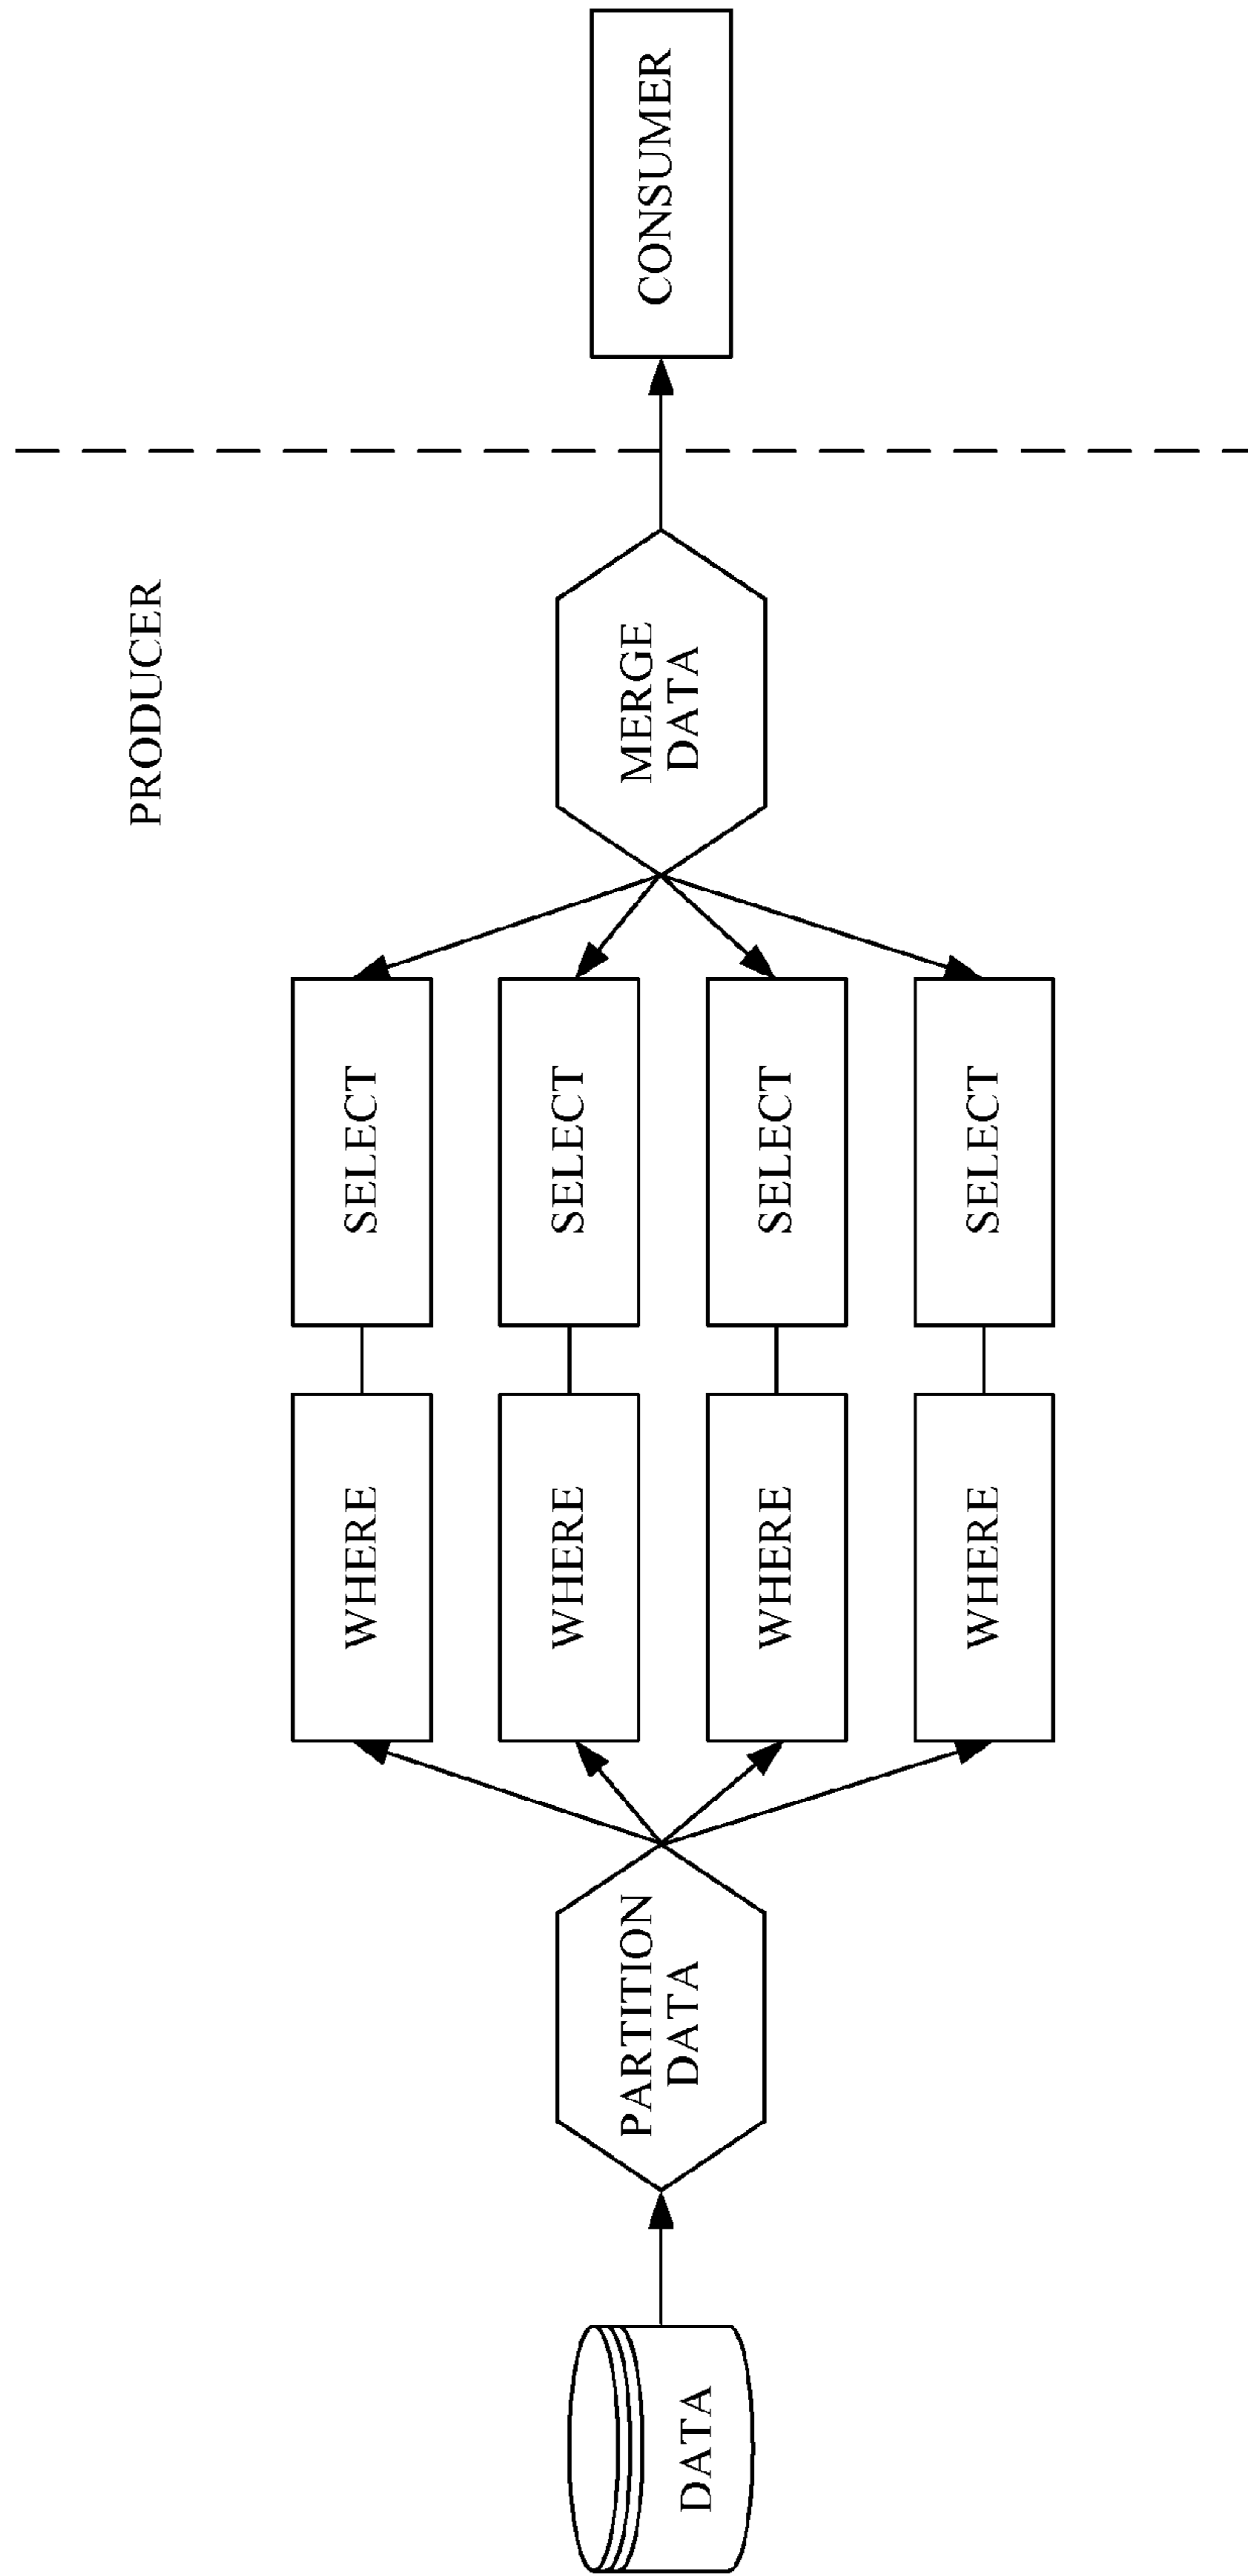 PRODUCER
DATA
PARTITION
DATA
WHERE
WHERE
WHERE
WHERE
SELECT
SELECT
SELECT
SELECT
MERGE
DATA
CONSUMER